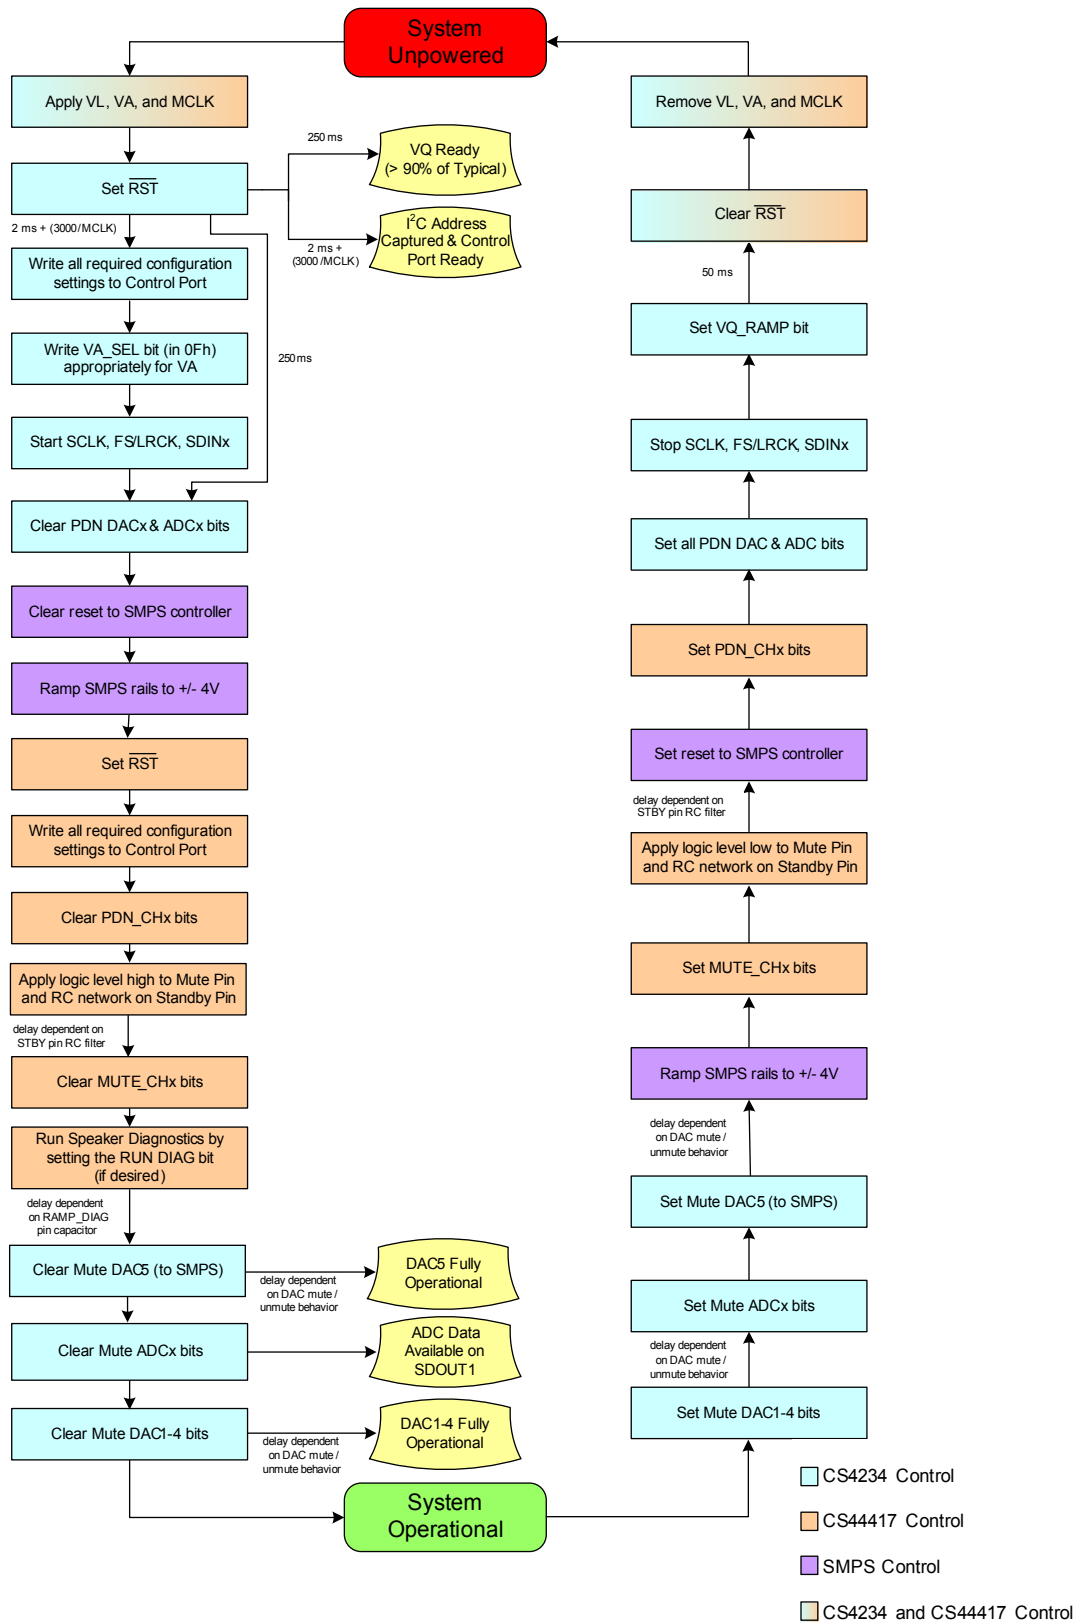 System
Unpowered
Apply VL, VA, and MCLK
Set RST
250 ms
VQ Ready
(> 90% of Typical)
2 ms + (3000/MCLK)
2 ms +
(3000/MCLK)
I2C Address
Captured & Control
Port Ready
Write all required configuration
settings to Control Port
Write VA_SEL bit (in 0Fh)
appropriately for VA
250 ms
Start SCLK, FS/LRCK, SDINx
Clear PDN DACx & ADCx bits
Clear reset to SMPS controller
Ramp SMPS rails to +/- 4V
Set RST
Write all required configuration
settings to Control Port
Clear PDN_CHx bits
Apply logic level high to Mute Pin
and RC network on Standby Pin
delay dependent on
STBY pin RC filter
Clear MUTE_CHx bits
Run Speaker Diagnostics by
setting the RUN DIAG bit
(if desired)
delay dependent
on RAMP_DIAG
pin capacitor
Clear Mute DAC5 (to SMPS)
delay dependent
on DAC mute /
unmute behavior
DAC5 Fully
Operational
Clear Mute ADCx bits
ADC Data
Available on
SDOUT1
Clear Mute DAC1-4 bits
delay dependent
on DAC mute /
unmute behavior
DAC1-4 Fully
Operational
System
Operational
Remove VL, VA, and MCLK
Clear RST
50 ms
Set VQ_RAMP bit
Stop SCLK, FS/LRCK, SDINx
Set all PDN DAC & ADC bits
Set PDN_CHx bits
Set reset to SMPS controller
delay dependent on
STBY pin RC filter
Apply logic level low to Mute Pin
and RC network on Standby Pin
Set MUTE_CHx bits
Ramp SMPS rails to +/- 4V
delay dependent
on DAC mute /
unmute behavior
Set Mute DAC5 (to SMPS)
Set Mute ADCx bits
delay dependent
on DAC mute /
unmute behavior
Set Mute DAC1-4 bits
CS4234 Control
CS44417 Control
SMPS Control
CS4234 and CS44417 Control